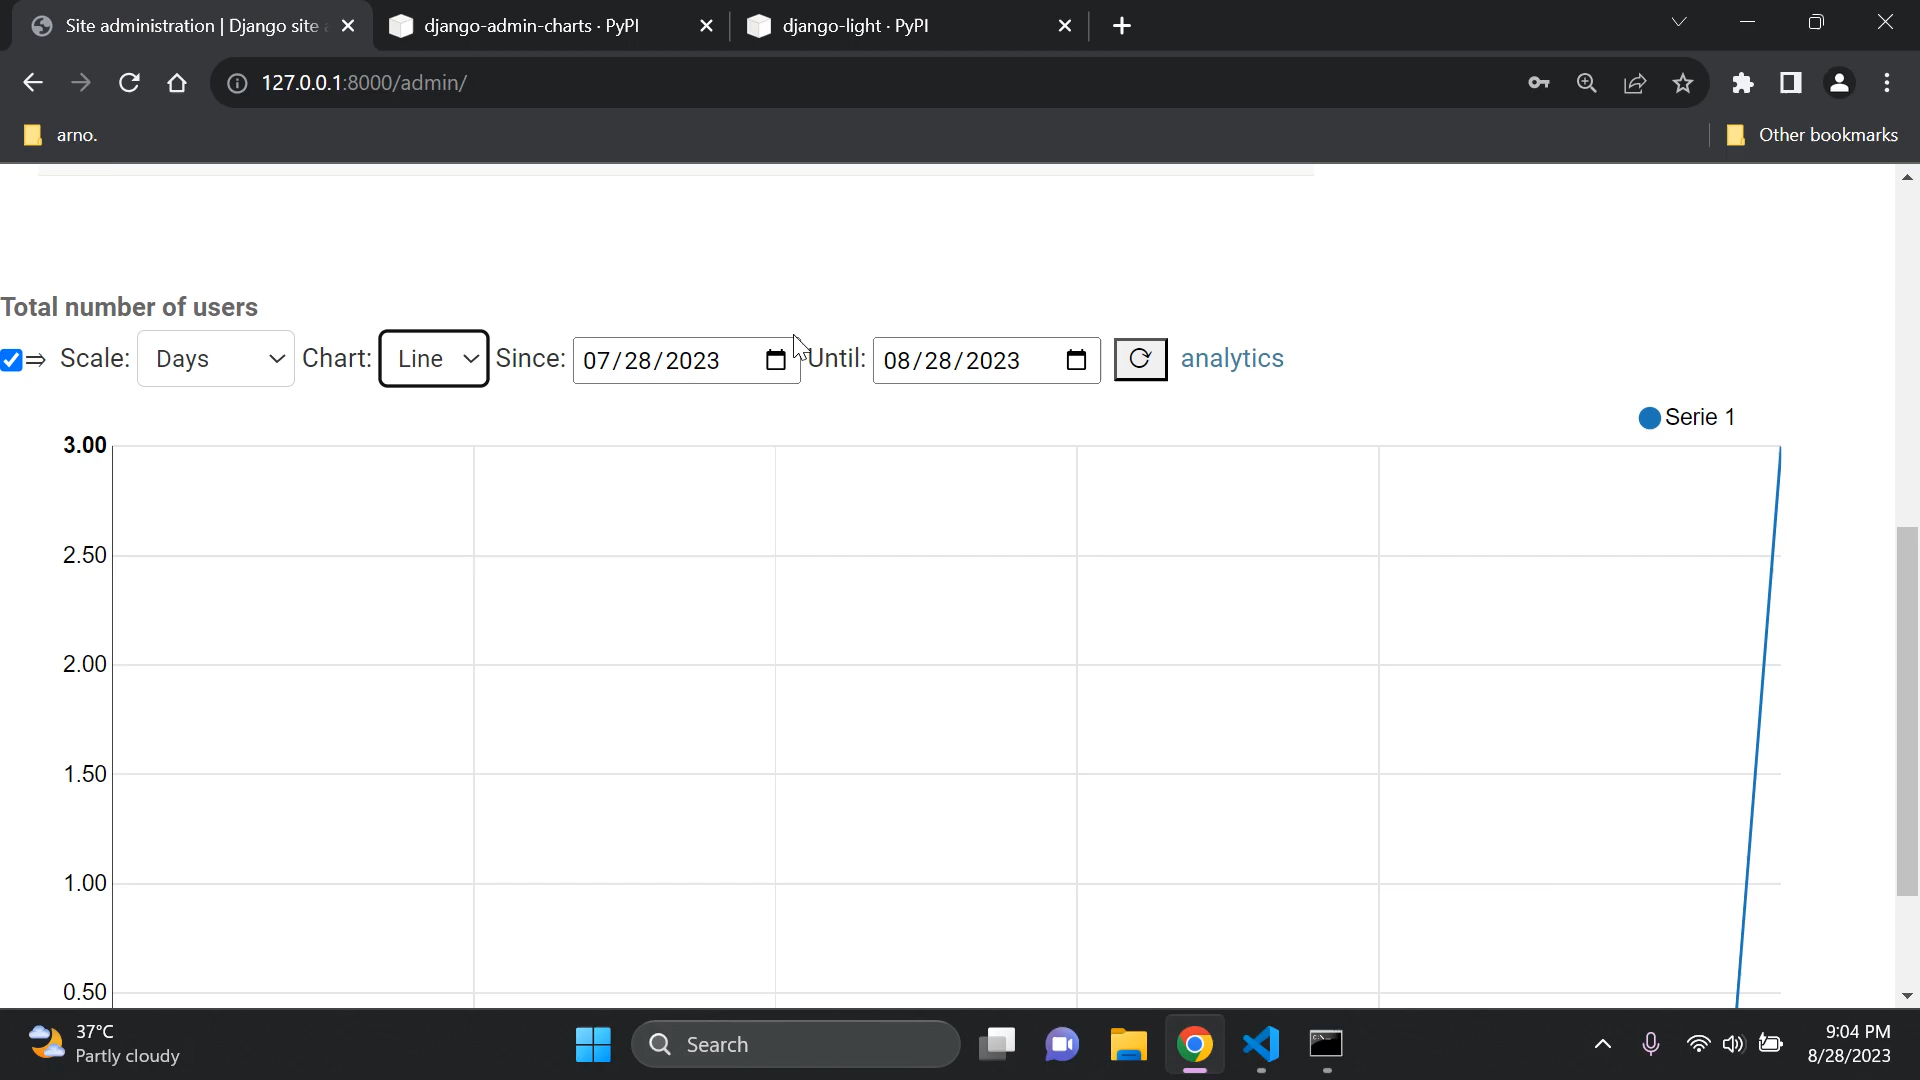 Site administration | Django site
django-admin-charts · PyPI
django-light · PyPI
127.0.0.1:8000/admin/
arno.
Other bookmarks
Total number of users
⇒ Scale: Days Chart: Line Since: 07/28/2023 Until: 08/28/2023 analytics
Serie 1
3.00
2.50
2.00
1.50
1.00
0.50
37°C
Partly cloudy
Search
9:04 PM
8/28/2023